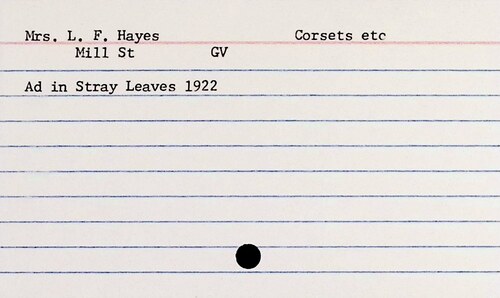 Mrs. L. F. Hayes Corsets etc
Mill St GV
Ad in Stray Leaves 1922